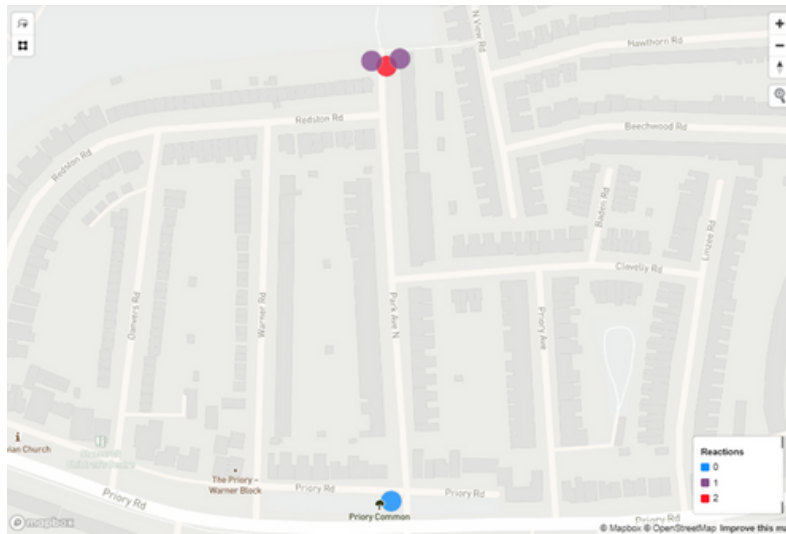 N View Rd
Hawthorn Rd
Redston Rd
Beechwood Rd
Redston Rd
Baden Rd
Linzee Rd
Clovelly Rd
Danvers Rd
Warner Rd
Park Ave N
Priory Ave
vian Church
The Priory –
Warner Block
Priory Rd
Priory Rd
Priory Rd
Priory Common
Priory Rd
Reactions
0
1
2
mapbox
© Mapbox © OpenStreetMap Improve this ma